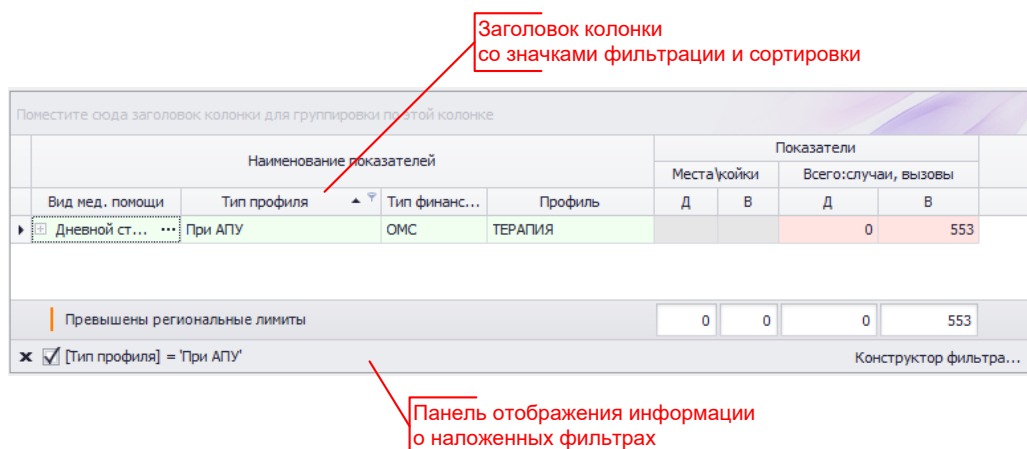 Заголовок колонки
со значками фильтрации и сортировки
Поместите сюда заголовок колонки для группировки по этой колонке
Наименование показателей
Показатели
Места\койки
Всего:случаи, вызовы
Вид мед. помощи
Тип профиля
Тип финанс...
Профиль
Д
В
Д
В
Дневной ст... ...
При АПУ
ОМС
ТЕРАПИЯ
0
553
Превышены региональные лимиты
0
0
0
553
[Тип профиля] = 'При АПУ'
Конструктор фильтра...
Панель отображения информации
о наложенных фильтрах